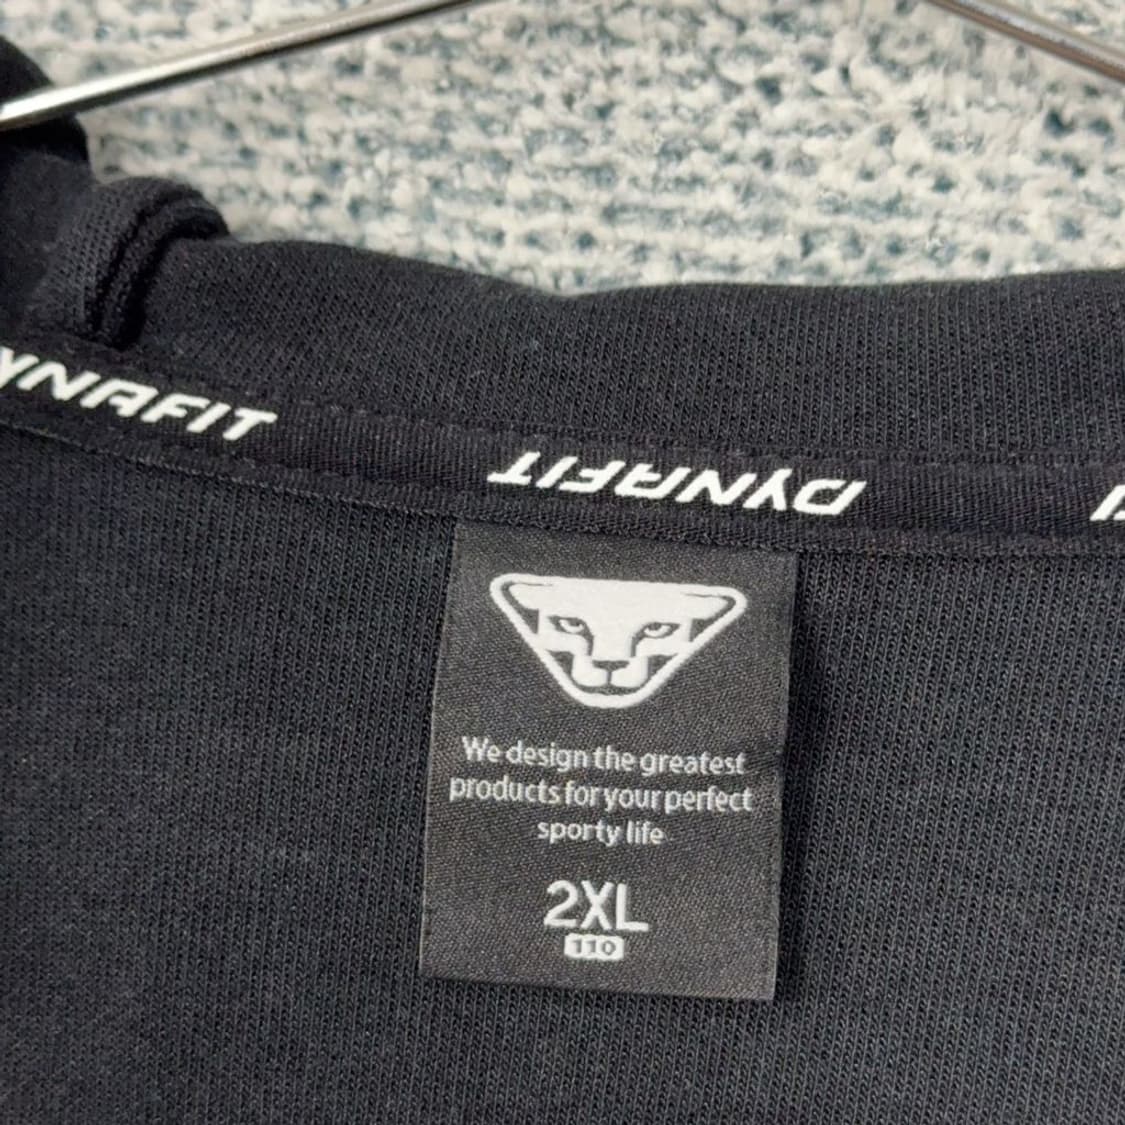 YNAFIT
DYNAFIT
We design the greatest
products for your perfect
sporty life
2XL
110